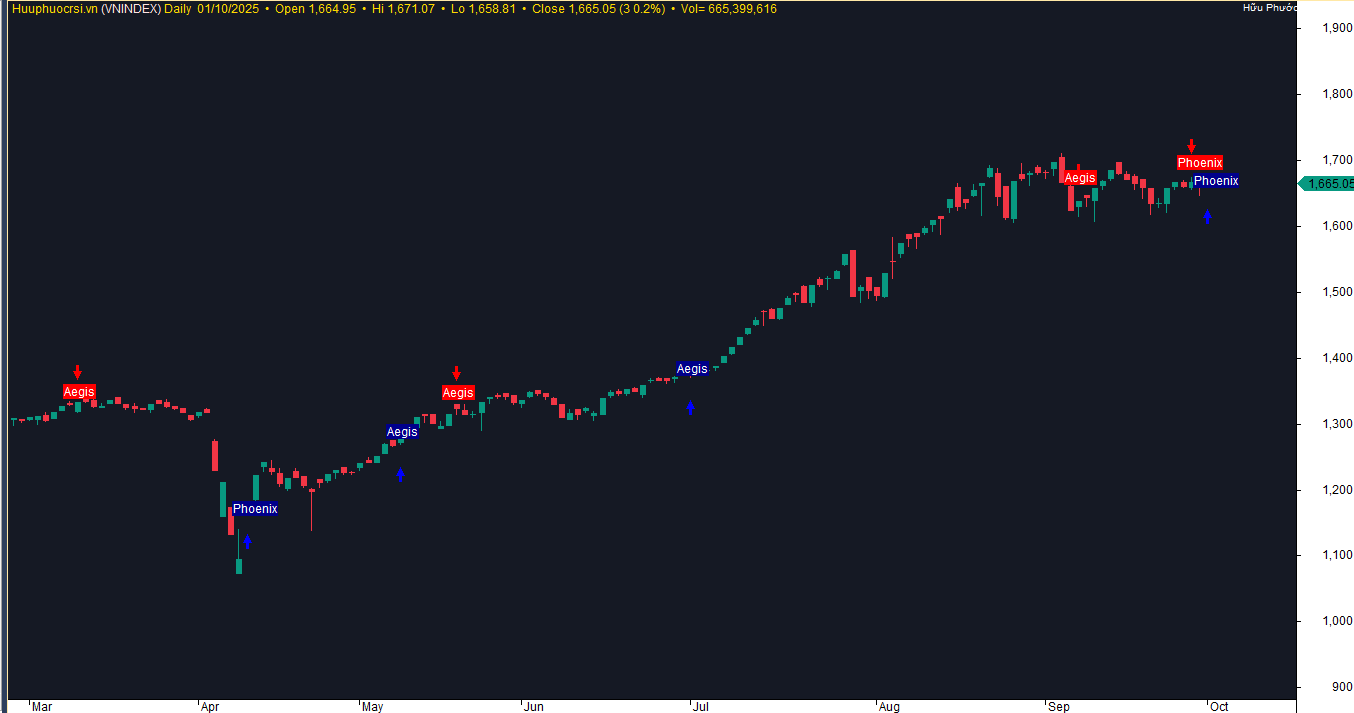 Huuphuocrsi.vn (VNINDEX) Daily 01/10/2025 • Open 1,664.95 • Hi 1,671.07 • Lo 1,658.81 • Close 1,665.05 (3 0.2%) • Vol= 665,399,616
Hữu Phước
1,900
1,800
1,700
Phoenix
Aegis
Phoenix
1,665.05
1,600
1,500
1,400
Aegis
Aegis
Aegis
1,300
Aegis
1,200
Phoenix
1,100
1,000
900
Mar Apr May Jun Jul Aug Sep Oct